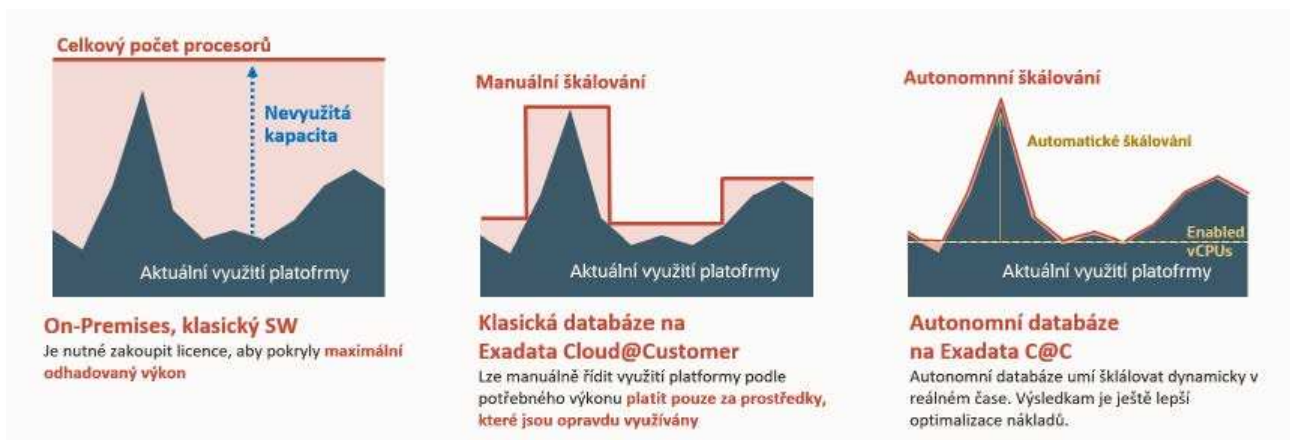 Celkový počet procesorů
Nevyužitá
kapacita
Aktuální využití platofrmy
On-Premises, klasický SW
Je nutné zakoupit licence, aby pokryly maximální
odhadovaný výkon
Manuální škálování
Aktuální využití platofrmy
Klasická databáze na
Exadata Cloud@Customer
Lze manuálně řídit využití platformy podle
potřebného výkonu platit pouze za prostředky,
které jsou opravdu využívány
Autonomnní škálování
Automatické škálování
Enabled
vCPUs
Aktuální využití platofrmy
Autonomní databáze
na Exadata C@C
Autonomní databáze umí šklálovat dynamicky v
reálném čase. Výsledkam je ještě lepší
optimalizace nákladů.